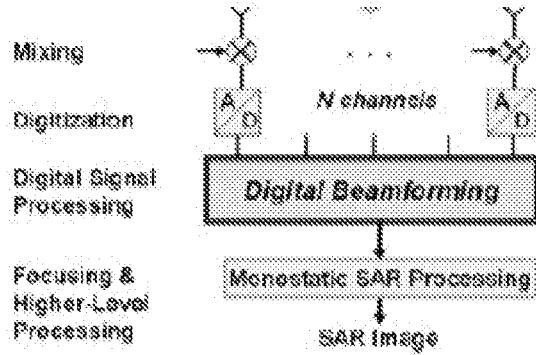 Mixing
. . .
N channels
A/D
A/D
Digitization
Digital Signal
Processing
Digital Beamforming
Focusing &
Higher-Level
Processing
Monostatic SAR Processing
SAR Image